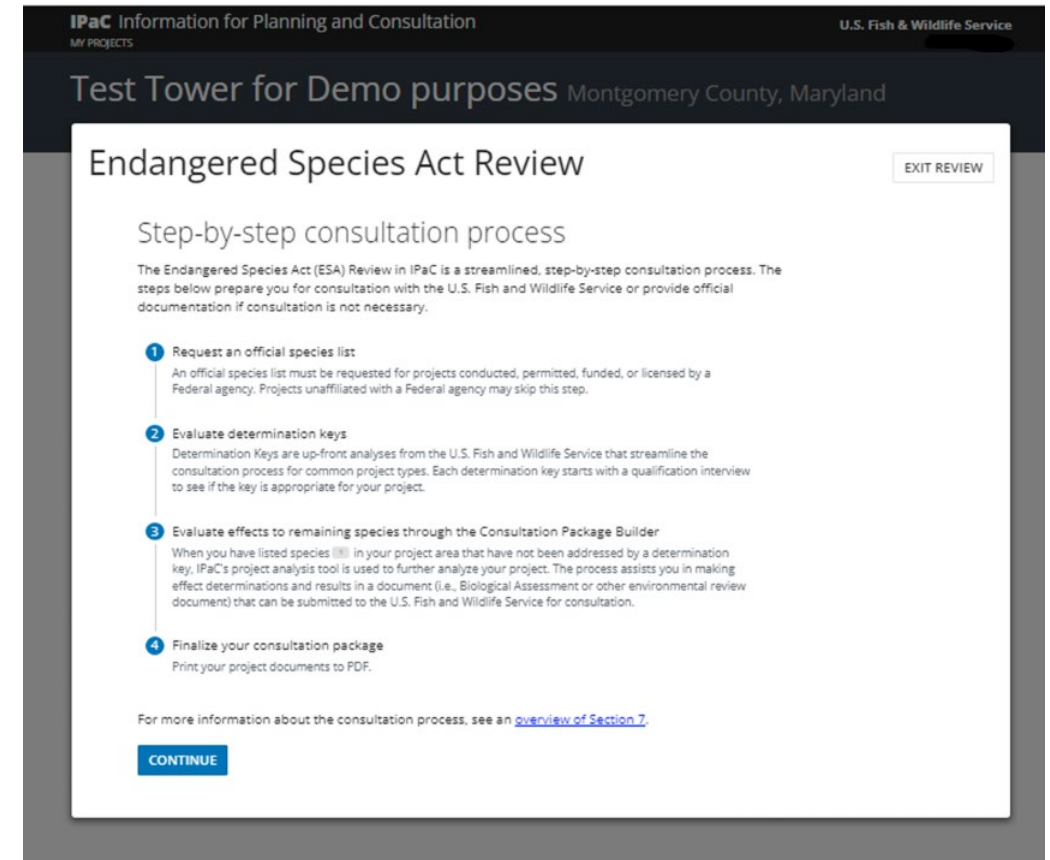 IPaC Information for Planning and Consultation
U.S. Fish & Wildlife Service
MY PROJECTS
Test Tower for Demo purposes Montgomery County, Maryland
Endangered Species Act Review
EXIT REVIEW
Step-by-step consultation process
The Endangered Species Act (ESA) Review in IPaC is a streamlined, step-by-step consultation process. The
steps below prepare you for consultation with the U.S. Fish and Wildlife Service or provide official
documentation if consultation is not necessary.
1 Request an official species list
An official species list must be requested for projects conducted, permitted, funded, or licensed by a
Federal agency. Projects unaffiliated with a Federal agency may skip this step.
2 Evaluate determination keys
Determination Keys are up-front analyses from the U.S. Fish and Wildlife Service that streamline the
consultation process for common project types. Each determination key starts with a qualification interview
to see if the key is appropriate for your project.
3 Evaluate effects to remaining species through the Consultation Package Builder
When you have listed species in your project area that have not been addressed by a determination
key, IPaC's project analysis tool is used to further analyze your project. The process assists you in making
effect determinations and results in a document (i.e., Biological Assessment or other environmental review
document) that can be submitted to the U.S. Fish and Wildlife Service for consultation.
4 Finalize your consultation package
Print your project documents to PDF.
For more information about the consultation process, see an overview of Section 7.
CONTINUE